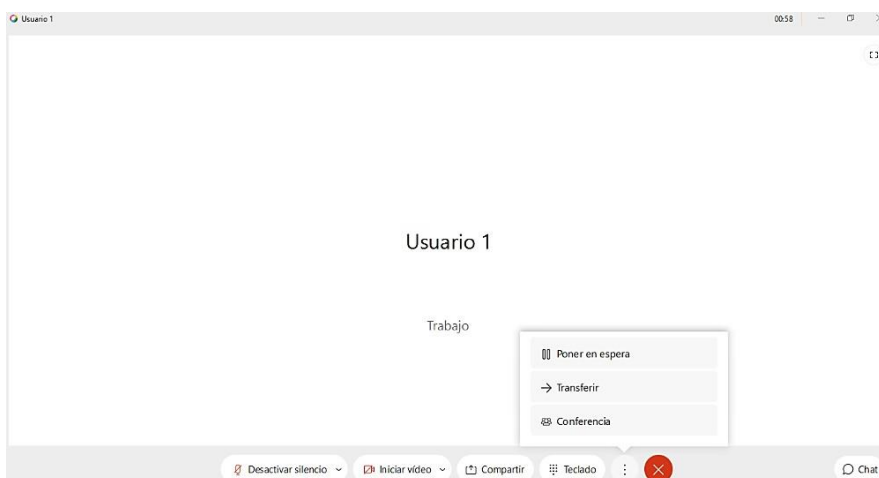 Usuario 1 00:58
Usuario 1
Trabajo
Poner en espera
Transferir
Conferencia
Desactivar silencio Iniciar vídeo Compartir Teclado Chat